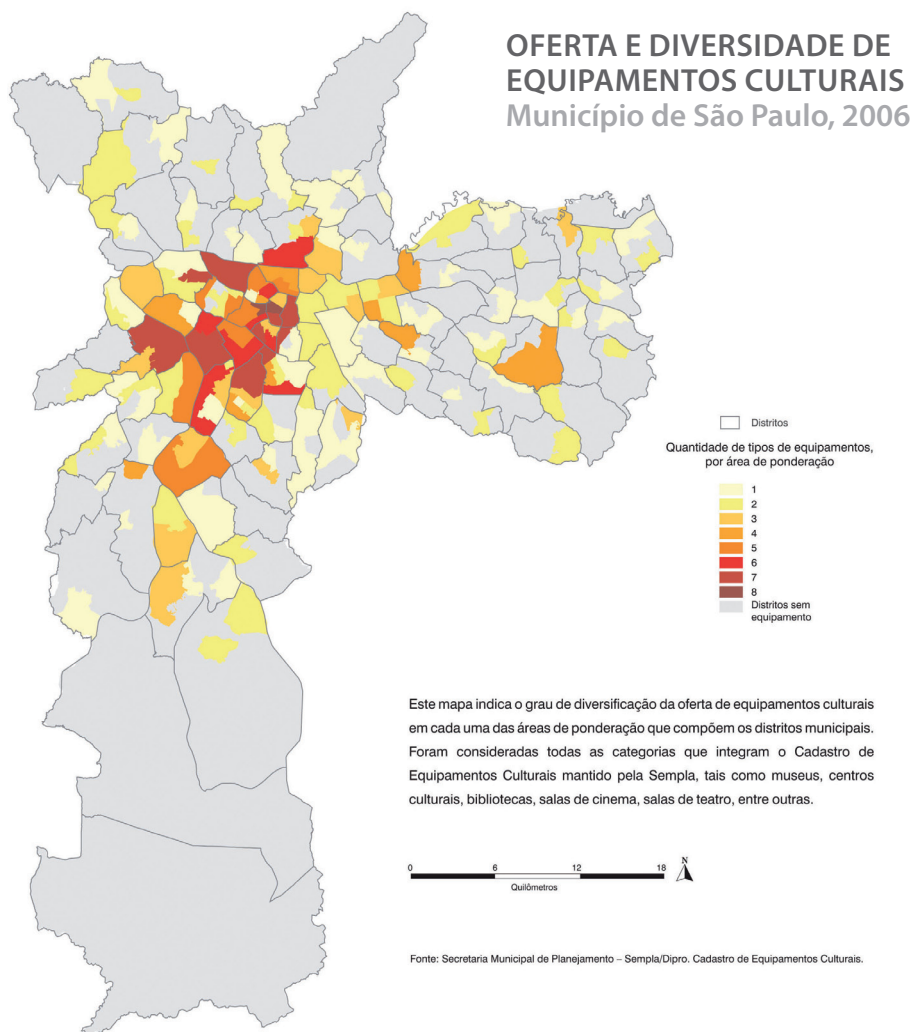 OFERTA E DIVERSIDADE DE
EQUIPAMENTOS CULTURAIS
Município de São Paulo, 2006
Distritos
Quantidade de tipos de equipamentos,
por área de ponderação
1
2
3
4
5
6
7
8
Distritos sem
equipamento
Este mapa indica o grau de diversificação da oferta de equipamentos culturais
em cada uma das áreas de ponderação que compõem os distritos municipais.
Foram consideradas todas as categorias que integram o Cadastro de
Equipamentos Culturais mantido pela Sempla, tais como museus, centros
culturais, bibliotecas, salas de cinema, salas de teatro, entre outras.
0 6 12 18 N
Quilômetros
Fonte: Secretaria Municipal de Planejamento – Sempla/Dipro. Cadastro de Equipamentos Culturais.